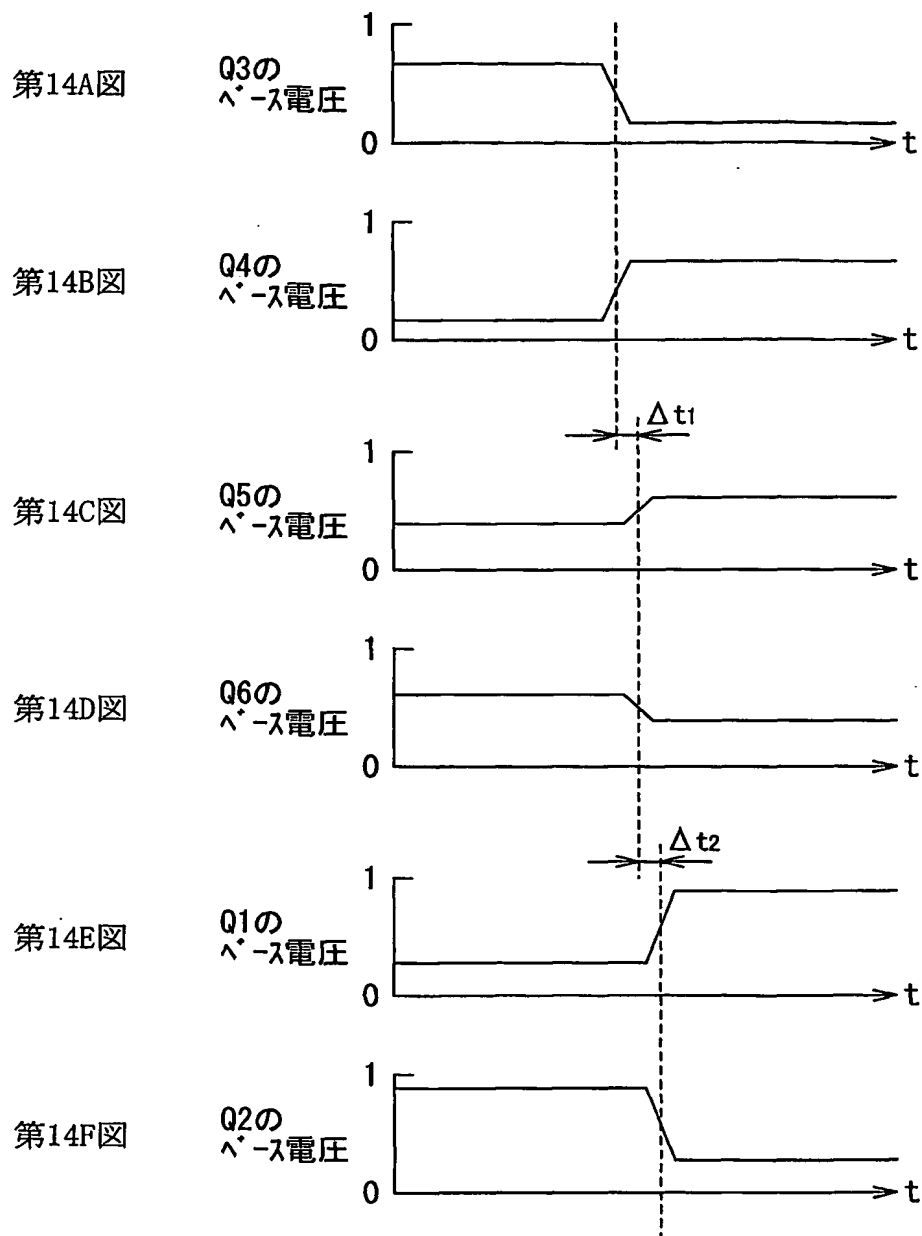 第14A図
Q3の
ベース電圧
1
0
t
第14B図
Q4の
ベース電圧
1
0
t
Δt1
第14C図
Q5の
ベース電圧
1
0
t
第14D図
Q6の
ベース電圧
1
0
t
Δt2
第14E図
Q1の
ベース電圧
1
0
t
第14F図
Q2の
ベース電圧
1
0
t